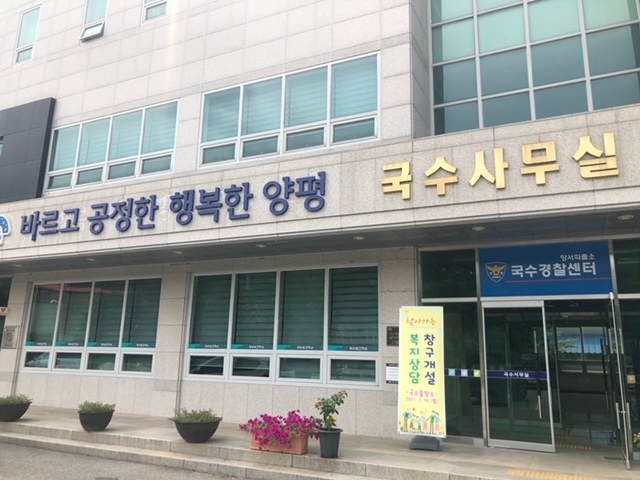 바르고 공정한 행복한 양평
국수사무실
양서파출소
국수경찰센터
찾아가는
복지상담
창구개설
국수사무실